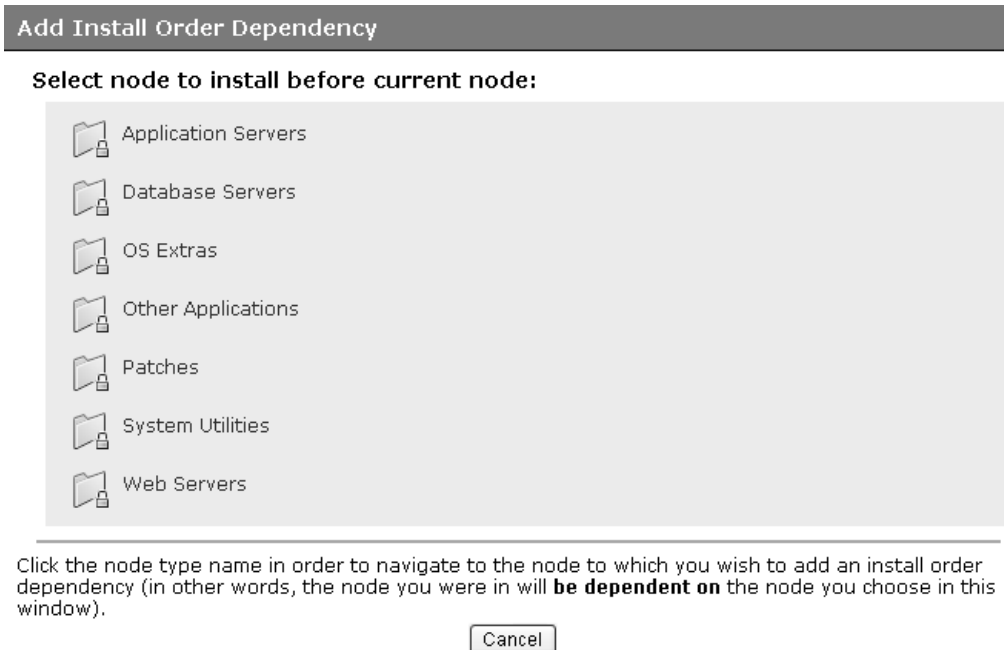 Add Install Order Dependency
Select node to install before current node:
Application Servers
Database Servers
OS Extras
Other Applications
Patches
System Utilities
Web Servers
Click the node type name in order to navigate to the node to which you wish to add an install order
dependency (in other words, the node you were in will be dependent on the node you choose in this
window).
Cancel